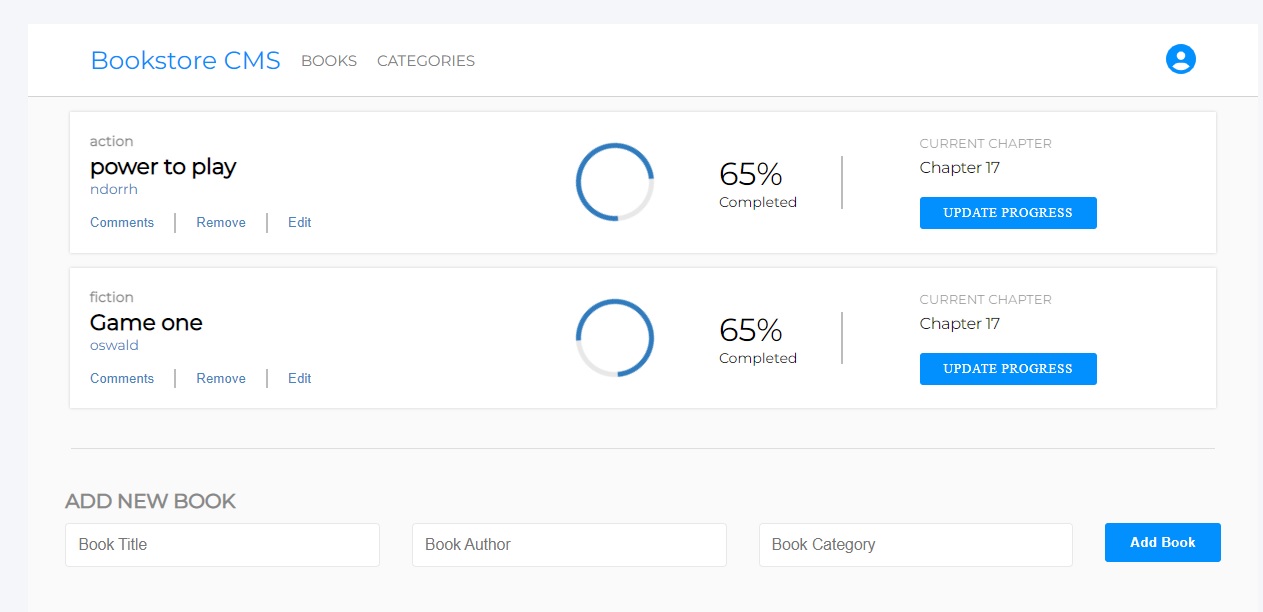 Bookstore CMS BOOKS CATEGORIES
action
power to play
ndorrh
Comments Remove Edit
65%
Completed
CURRENT CHAPTER
Chapter 17
UPDATE PROGRESS
fiction
Game one
oswald
Comments Remove Edit
65%
Completed
CURRENT CHAPTER
Chapter 17
UPDATE PROGRESS
ADD NEW BOOK
Book Title Book Author Book Category Add Book